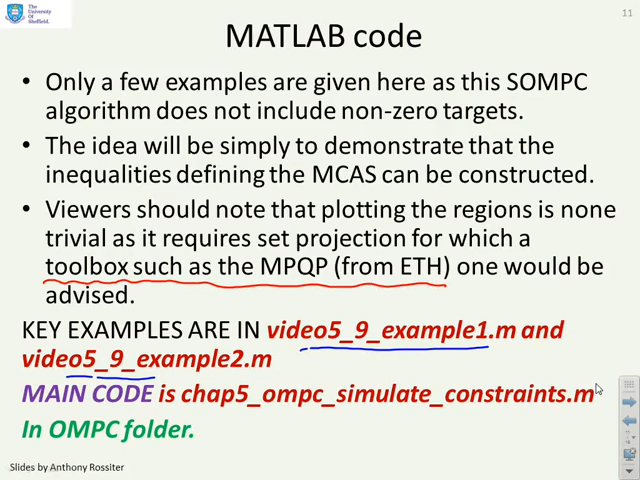 The
University
Of
Sheffield.
11
MATLAB code
• Only a few examples are given here as this SOMPC
algorithm does not include non-zero targets.
• The idea will be simply to demonstrate that the
inequalities defining the MCAS can be constructed.
• Viewers should note that plotting the regions is none
trivial as it requires set projection for which a
toolbox such as the MPQP (from ETH) one would be
advised.
KEY EXAMPLES ARE IN video5_9_example1.m and
video5_9_example2.m
MAIN CODE is chap5_ompc_simulate_constraints.m
In OMPC folder.
Slides by Anthony Rossiter